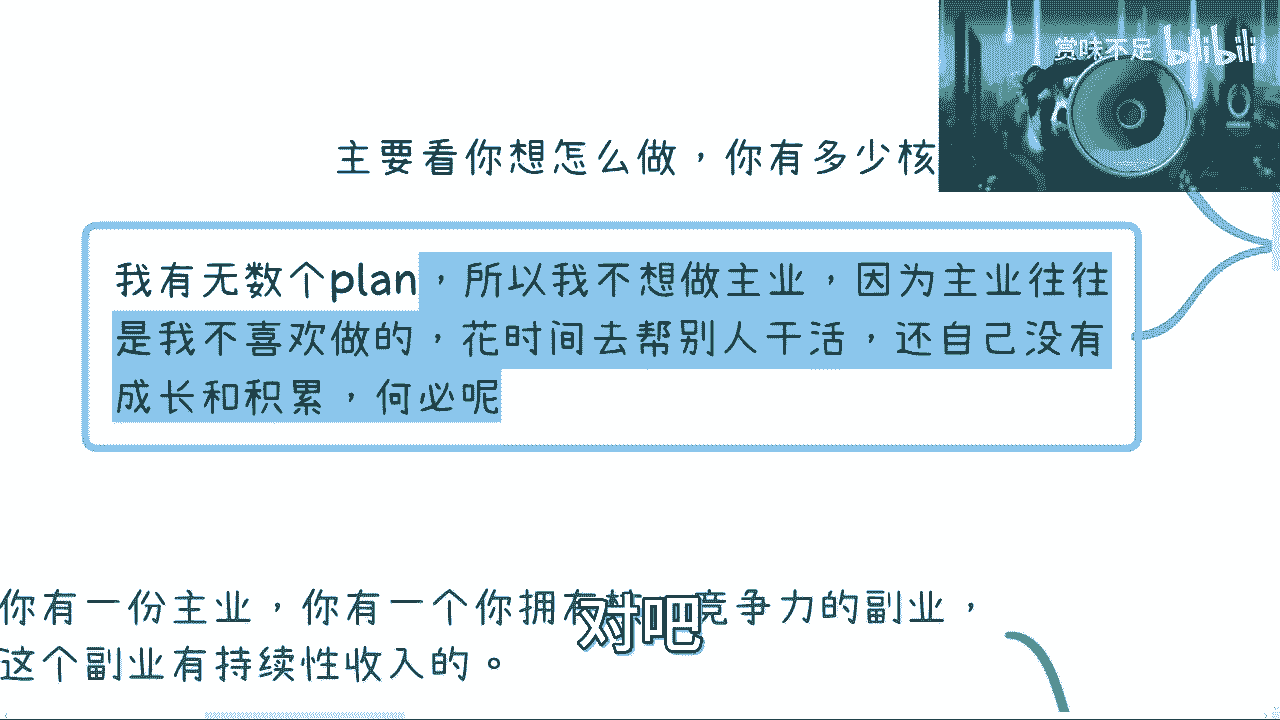 赏味不足 bilibili
主要看你想怎么做，你有多少核
我有无数个plan，所以我不想做主业，因为主业往往
是我不喜欢做的，花时间去帮别人干活，还自己没有
成长和积累，何必呢
你有一份主业，你有一个你拥有 竞争力的副业，
对吧
这个副业有持续性收入的。